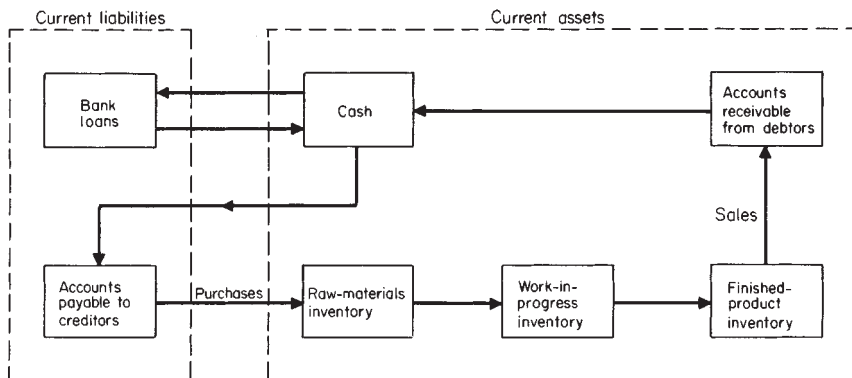 Current liabilities
Current assets
Bank
loans
Cash
Accounts
receivable
from debtors
Sales
Accounts
payable to
creditors
Purchases
Raw-materials
inventory
Work-in-
progress
inventory
Finished-
product
inventory